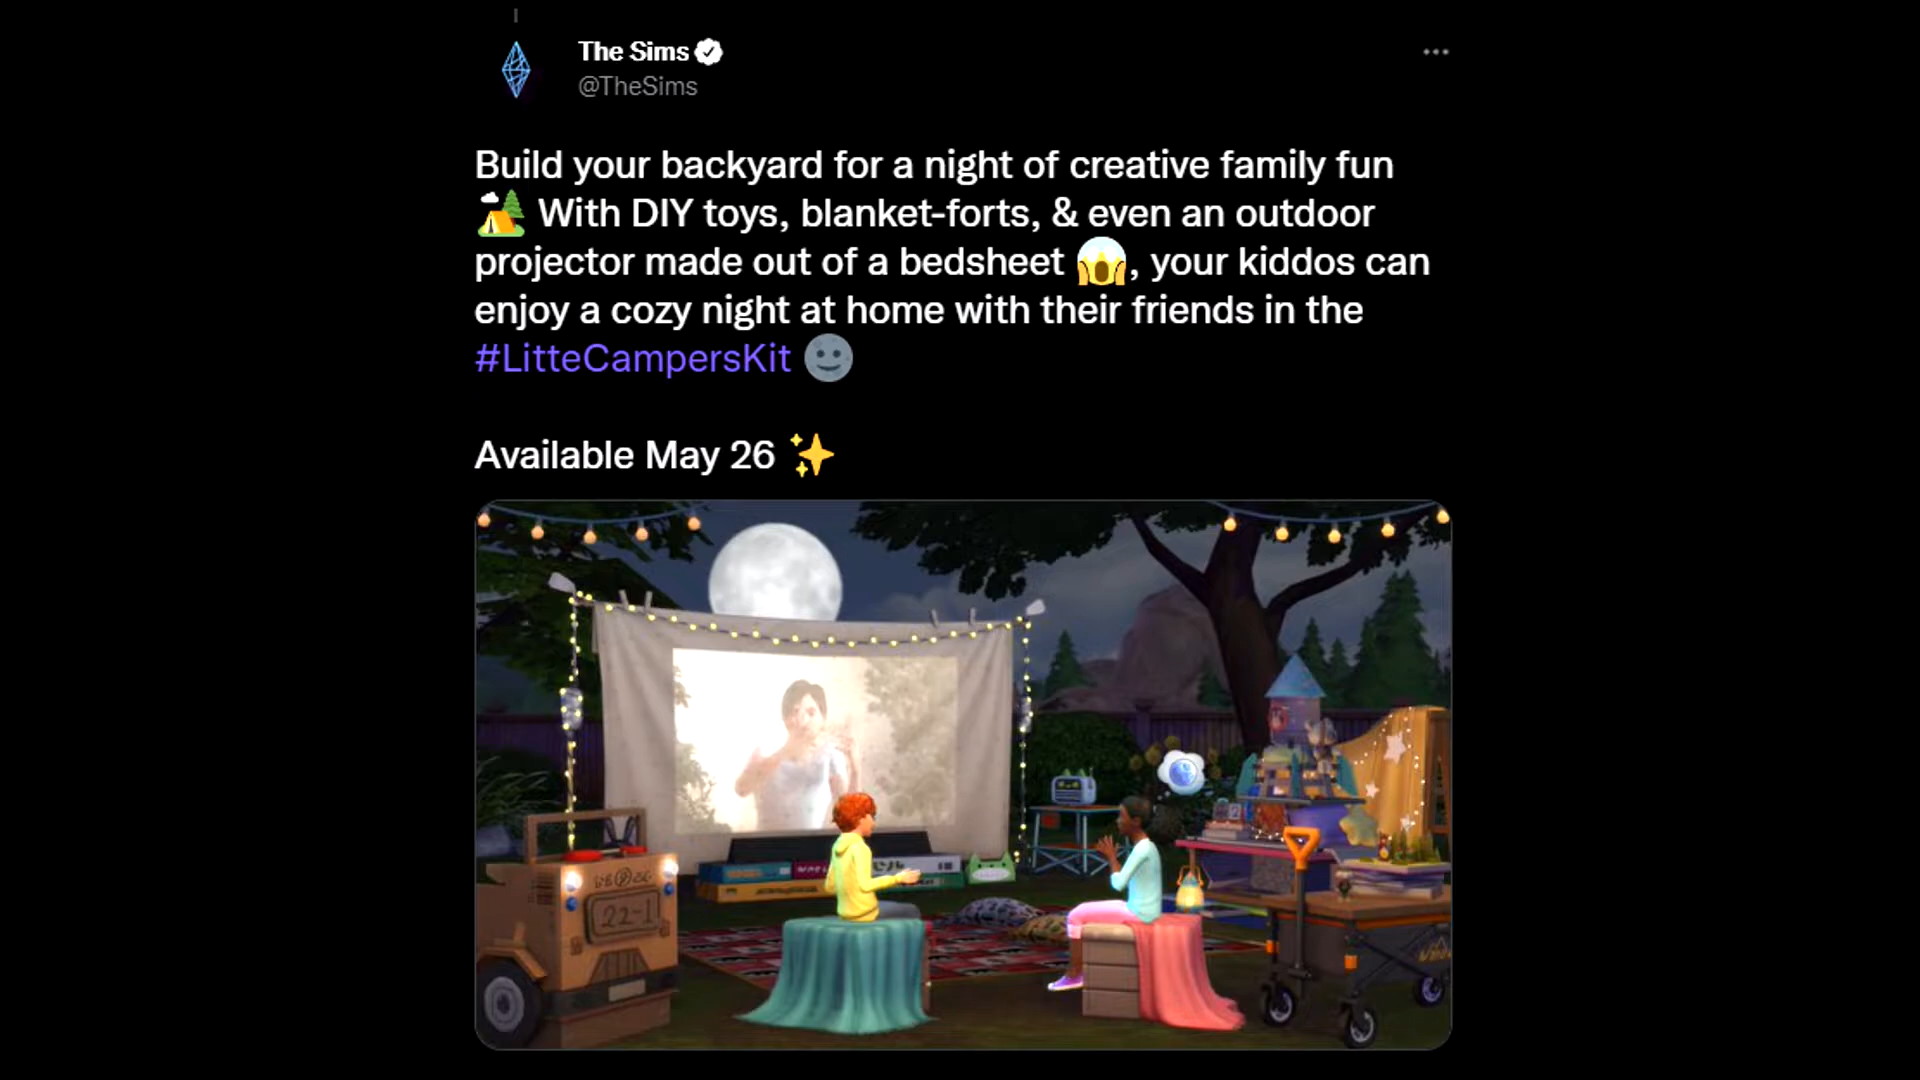 The Sims
@TheSims
Build your backyard for a night of creative family fun
🏕️ With DIY toys, blanket-forts, & even an outdoor
projector made out of a bedsheet 😱, your kiddos can
enjoy a cozy night at home with their friends in the
#LitteCampersKit 🌚
Available May 26 ✨
22-1